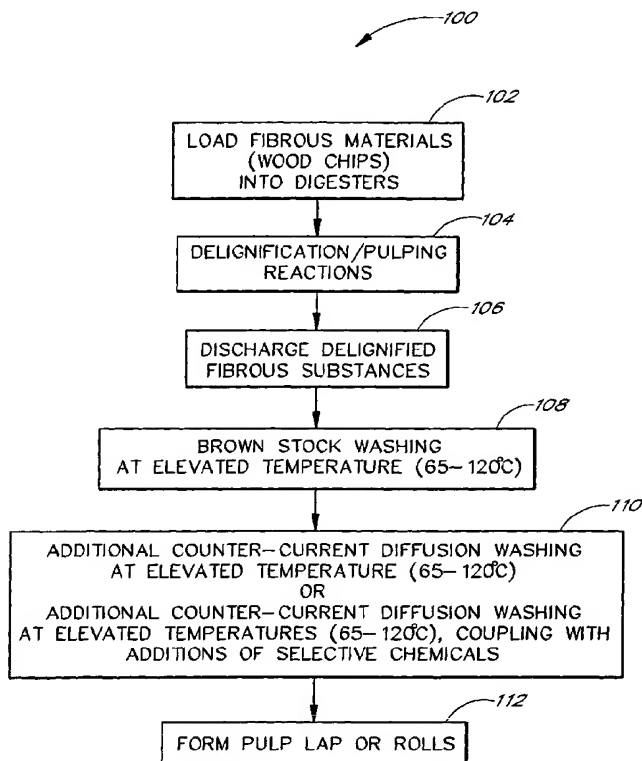 100
102
LOAD FIBROUS MATERIALS
(WOOD CHIPS)
INTO DIGESTERS
104
DELIGNIFICATION/PULPING
REACTIONS
106
DISCHARGE DELIGNIFIED
FIBROUS SUBSTANCES
108
BROWN STOCK WASHING
AT ELEVATED TEMPERATURE (65–120°C)
110
ADDITIONAL COUNTER–CURRENT DIFFUSION WASHING
AT ELEVATED TEMPERATURE (65–120°C)
OR
ADDITIONAL COUNTER–CURRENT DIFFUSION WASHING
AT ELEVATED TEMPERATURES (65–120°C), COUPLING WITH
ADDITIONS OF SELECTIVE CHEMICALS
112
FORM PULP LAP OR ROLLS